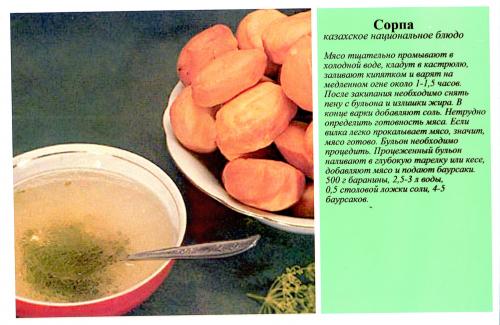 Сорпа
казахское национальное блюдо
Мясо тщательно промывают в
холодной воде, кладут в кастрюлю,
заливают кипятком и варят на
медленном огне около 1-1,5 часов.
После закипания необходимо снять
пену с бульона и излишки жира. В
конце варки добавляют соль. Нетрудно
определить готовность мяса. Если
вилка легко прокалывает мясо, значит,
мясо готово. Бульон необходимо
процедить. Процеженный бульон
наливают в глубокую тарелку или кесе,
добавляют мясо и подают баурсаки.
500 г баранины, 2,5-3 л воды,
0,5 столовой ложки соли, 4-5
баурсаков.